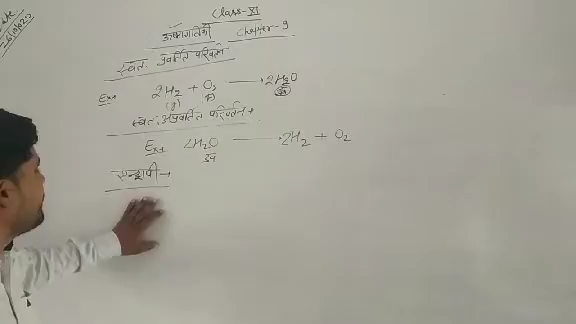 Class-XI
ऊष्मागतिकी Chapter-9
स्वतः प्रवर्तित परिवर्तन
Ex→ 2H₂ + O₂ —— 2H₂O
(g)
स्वतः अप्रवर्तित परिवर्तन→
Ex→ 2H₂O —— 2H₂ + O₂
द्रव
एन्ट्रापी→